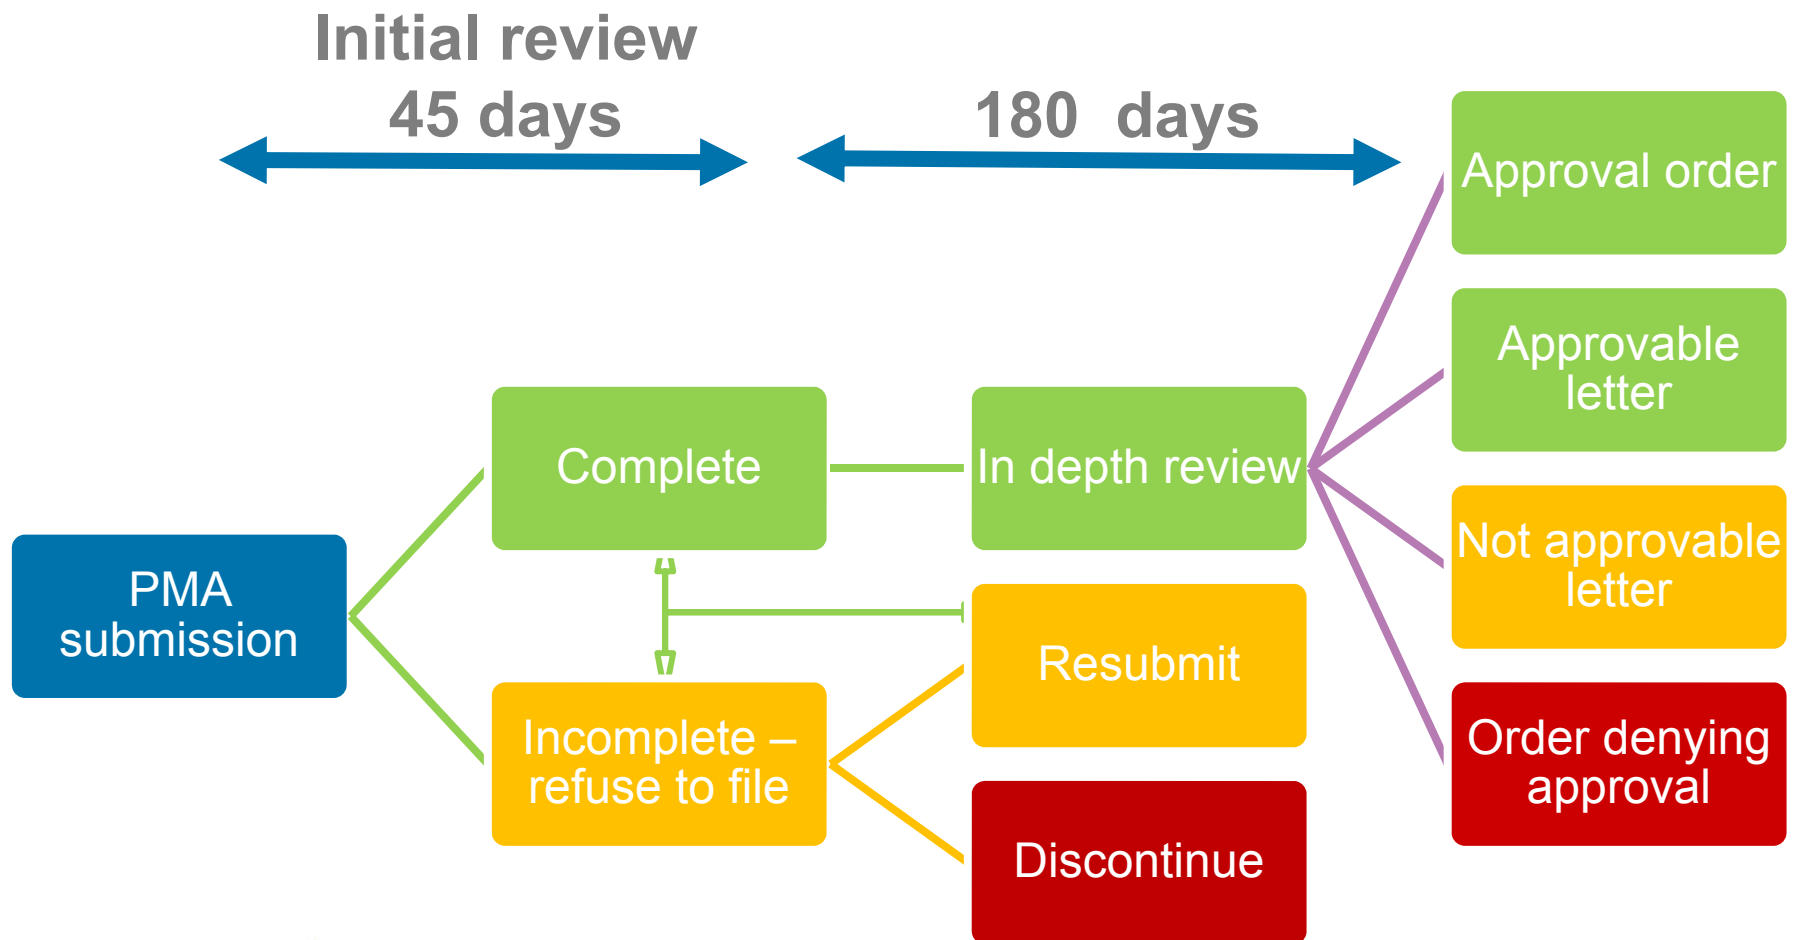 Initial review
45 days
180 days
Approval order
Approvable
letter
Complete
In depth review
Not approvable
letter
PMA
submission
Resubmit
Incomplete –
refuse to file
Order denying
approval
Discontinue